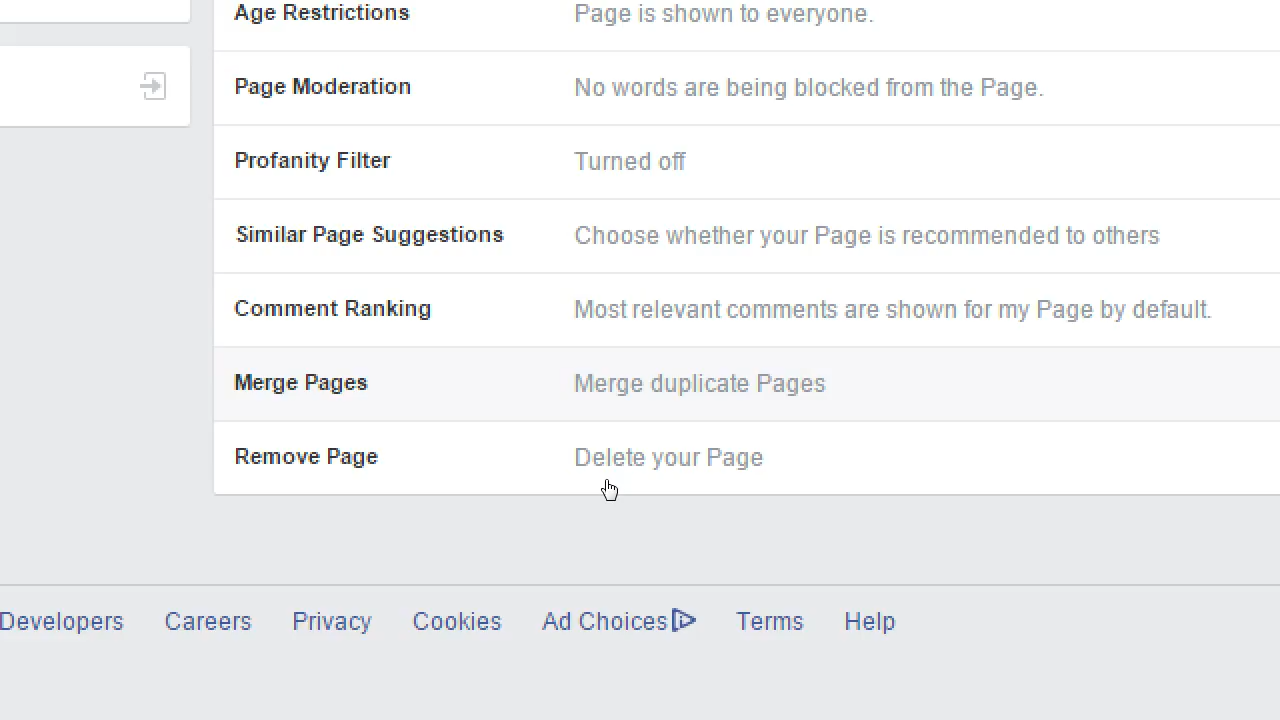 Age Restrictions Page is shown to everyone.
Page Moderation No words are being blocked from the Page.
Profanity Filter Turned off
Similar Page Suggestions Choose whether your Page is recommended to others
Comment Ranking Most relevant comments are shown for my Page by default.
Merge Pages Merge duplicate Pages
Remove Page Delete your Page
Developers Careers Privacy Cookies Ad Choices Terms Help